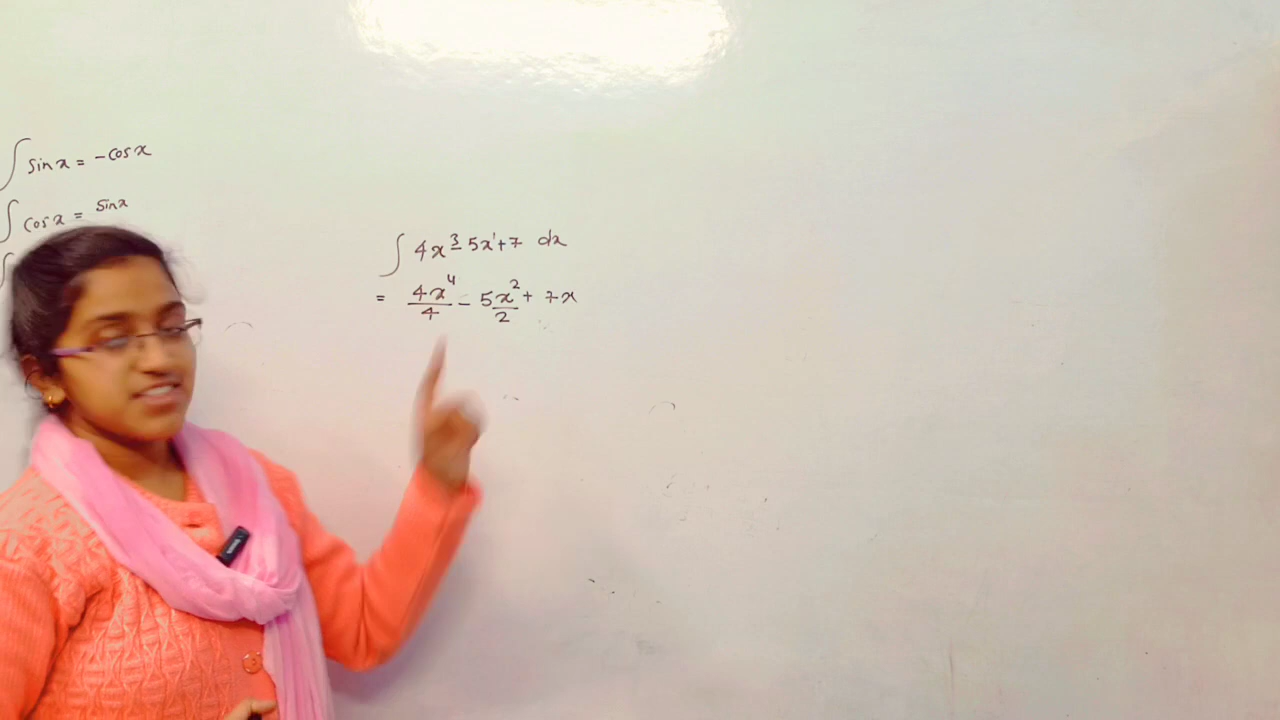 ∫ sin x = - cos x
∫ cos x = sin x
∫
∫ 4x³ - 5x¹ + 7 dx
= 4x⁴/4 - 5x²/2 + 7x